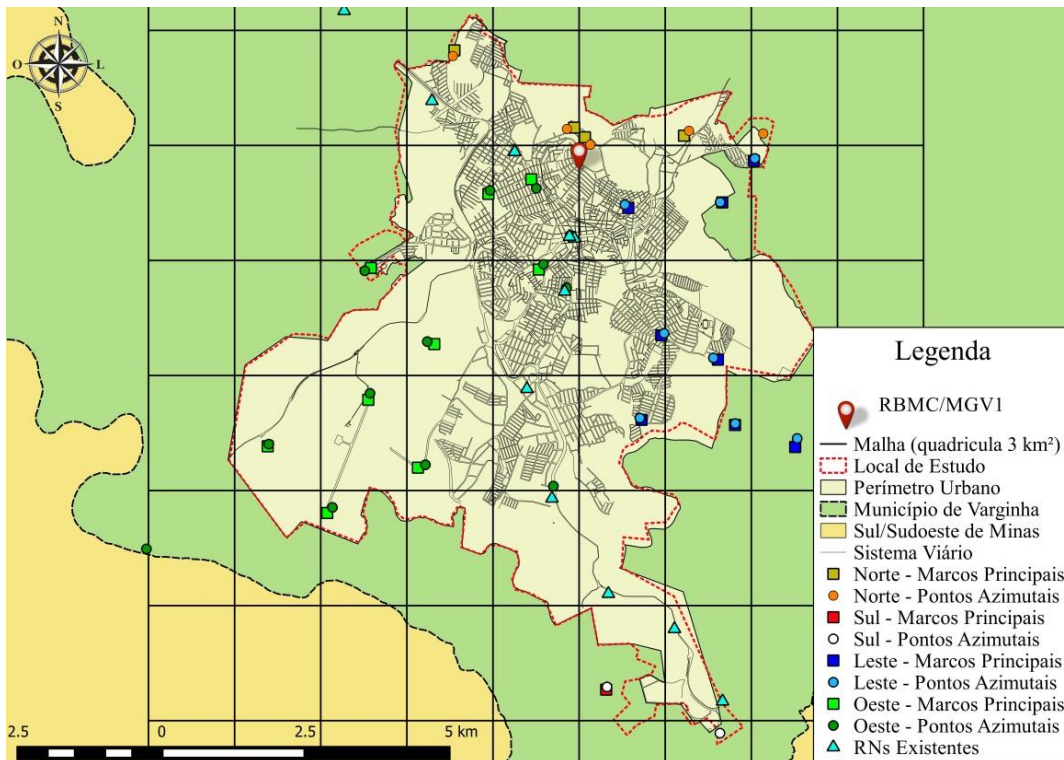 N
O L
S
Legenda
RBMC/MGV1
Malha (quadricula 3 km²)
Local de Estudo
Perímetro Urbano
Município de Varginha
Sul/Sudoeste de Minas
Sistema Viário
Norte - Marcos Principais
Norte - Pontos Azimutais
Sul - Marcos Principais
Sul - Pontos Azimutais
Leste - Marcos Principais
Leste - Pontos Azimutais
Oeste - Marcos Principais
Oeste - Pontos Azimutais
RNs Existentes
2.5 0 2.5 5 km